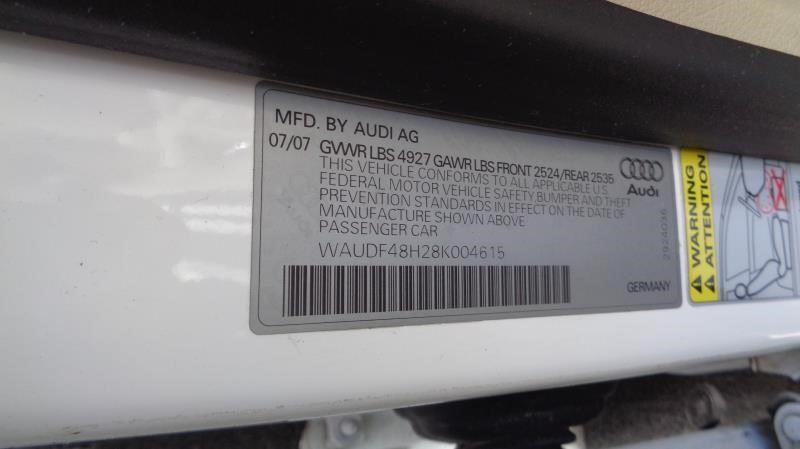 MFD. BY AUDI AG
07/07 GVWR LBS 4927 GAWR LBS FRONT 2524/REAR 2535
THIS VEHICLE CONFORMS TO ALL APPLICABLE U.S.
FEDERAL MOTOR VEHICLE SAFETY, BUMPER AND THEFT
PREVENTION STANDARDS IN EFFECT ON THE DATE OF
MANUFACTURE SHOWN ABOVE
PASSENGER CAR
WAUDF48H28K004615
Audi
2924036
GERMANY
WARNING
ATTENTION